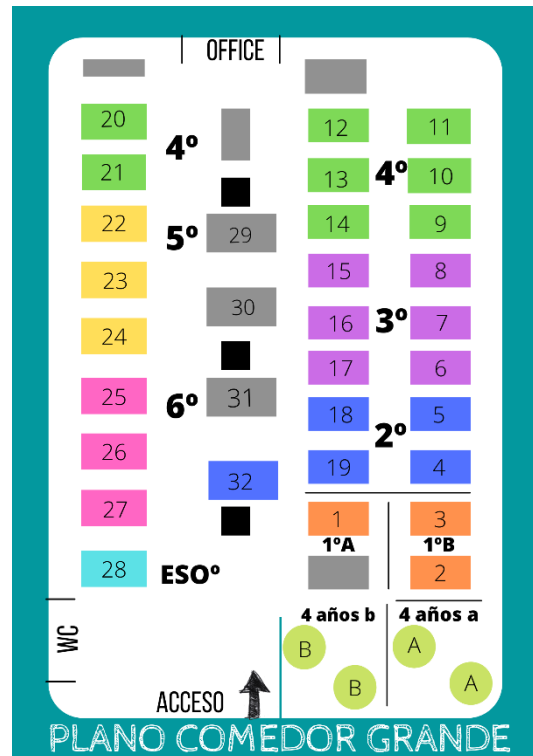 OFFICE
20
12
11
4º
21
13
4º
10
22
5º
29
14
9
23
15
8
30
16
3º
7
24
17
6
25
6º
31
18
5
2º
26
32
19
4
27
1
3
1ºA
1ºB
28
ESOº
2
4 años b
4 años a
WC
B
A
B
A
ACCESO
PLANO COMEDOR GRANDE